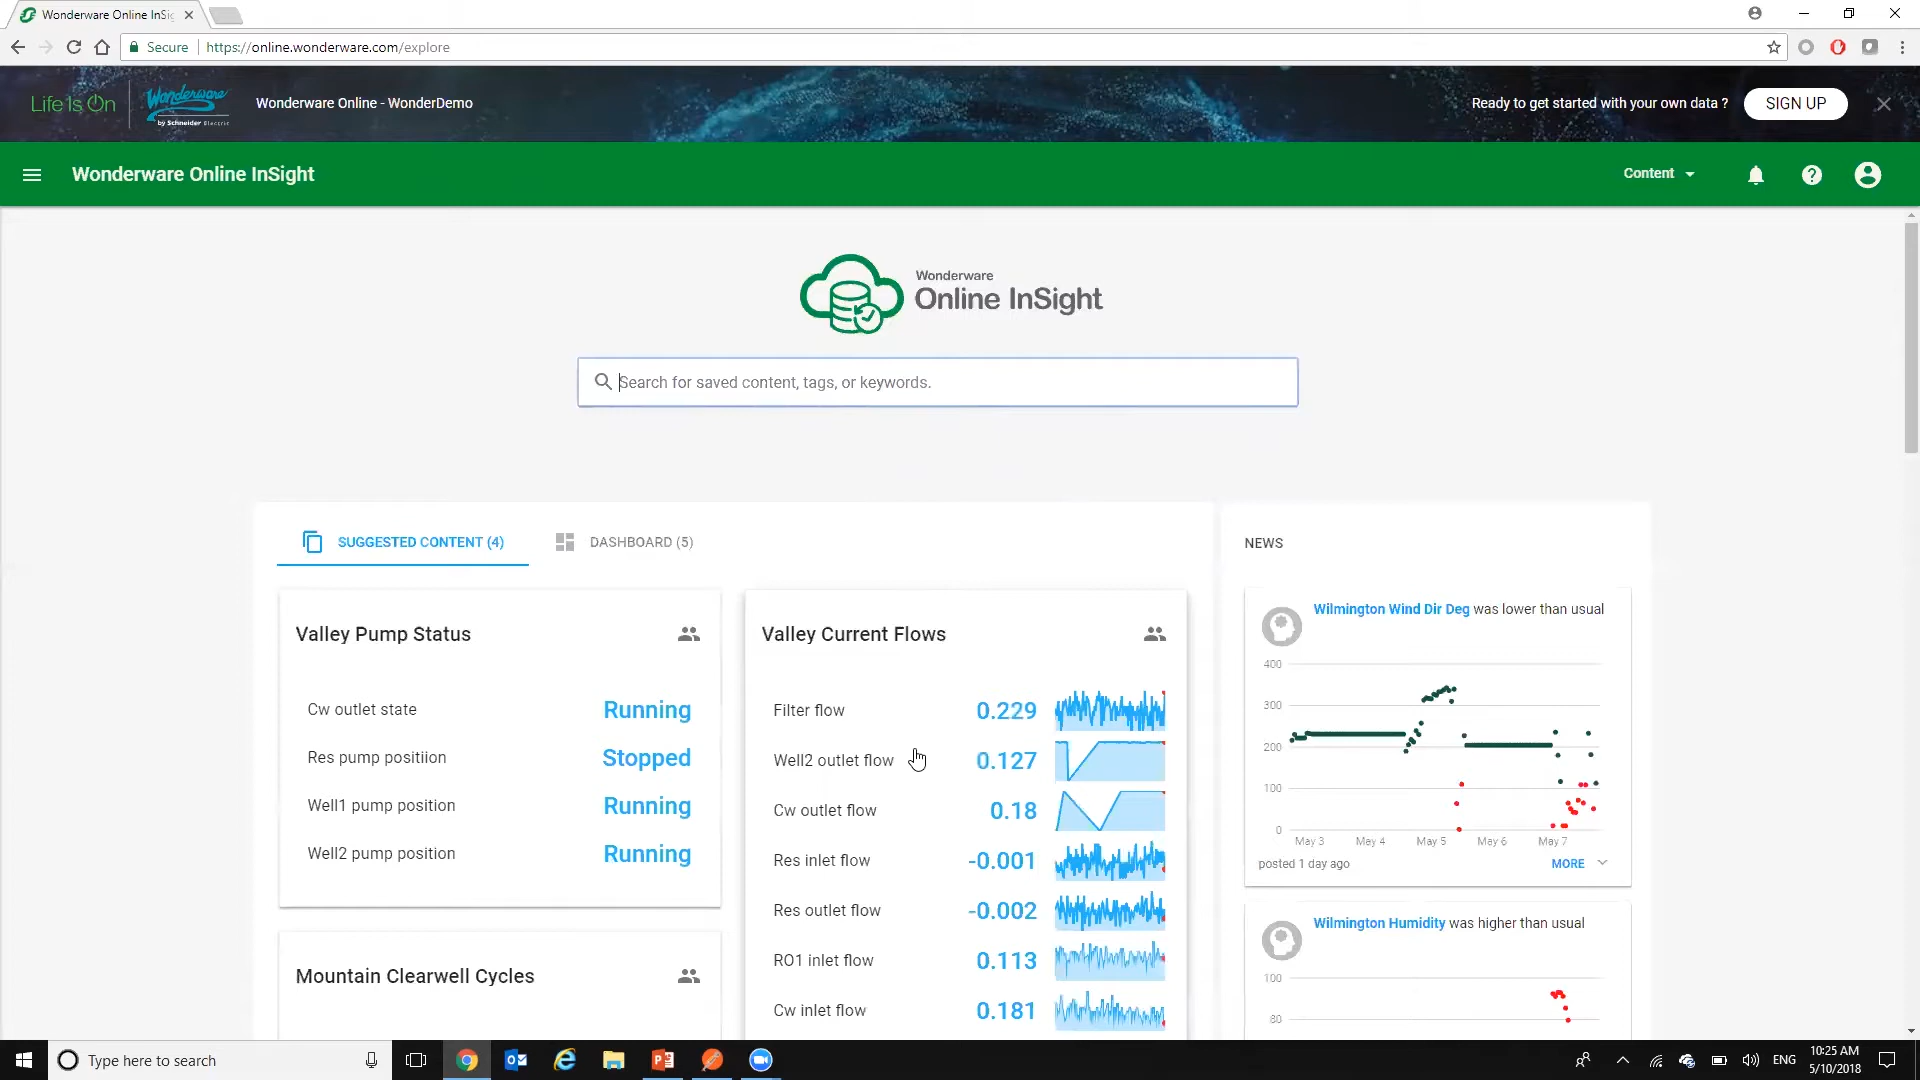 Wonderware Online InSi
Secure
https://online.wonderware.com/explore
Life Is On
Wonderware
by Schneider Electric
Wonderware Online - WonderDemo
Ready to get started with your own data ?
SIGN UP
Wonderware Online InSight
Content
Wonderware
Online InSight
Search for saved content, tags, or keywords.
SUGGESTED CONTENT (4)
DASHBOARD (5)
Valley Pump Status
Cw outlet state Running
Res pump positiion Stopped
Well1 pump position Running
Well2 pump position Running
Mountain Clearwell Cycles
Valley Current Flows
Filter flow 0.229
Well2 outlet flow 0.127
Cw outlet flow 0.18
Res inlet flow -0.001
Res outlet flow -0.002
RO1 inlet flow 0.113
Cw inlet flow 0.181
NEWS
Wilmington Wind Dir Deg was lower than usual
400
300
200
100
0
May 3 May 4 May 5 May 6 May 7
posted 1 day ago
MORE
Wilmington Humidity was higher than usual
100
80
Type here to search
ENG
10:25 AM
5/10/2018